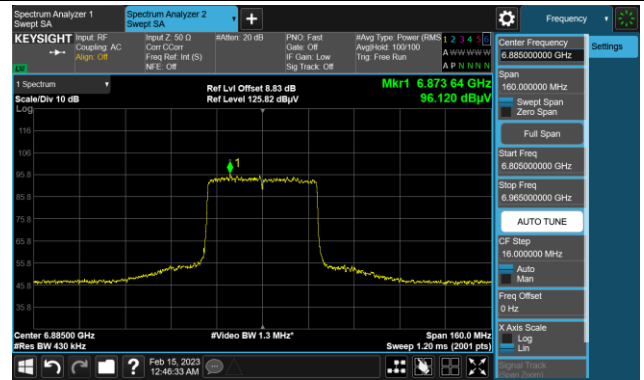 Spectrum Analyzer 1
Swept SA
Spectrum Analyzer 2
Swept SA
+
Frequency
KEYSIGHT
Input: RF
Coupling: AC
Align: Off
Input Z: 50 Ω
Corr CCorr
Freq Ref: Int (S)
NFE: Off
#Atten: 20 dB
PNO: Fast
Gate: Off
IF Gain: Low
Sig Track: Off
#Avg Type: Power (RMS
Avg|Hold: 100/100
Trig: Free Run
1 2 3 4 5 6
A W W W W W
A P N N N N
LM
1 Spectrum
Scale/Div 10 dB
Log
Ref Lvl Offset 8.83 dB
Ref Level 125.82 dBµV
Mkr1 6.873 64 GHz
96.120 dBµV
116
106
95.8
85.8
75.8
65.8
55.8
45.8
35.8
1
Center 6.88500 GHz
#Res BW 430 kHz
#Video BW 1.3 MHz*
Span 160.0 MHz
Sweep 1.20 ms (2001 pts)
Feb 15, 2023
12:46:33 AM
Center Frequency
6.885000000 GHz
Settings
Span
160.000000 MHz
Swept Span
Zero Span
Full Span
Start Freq
6.805000000 GHz
Stop Freq
6.965000000 GHz
AUTO TUNE
CF Step
16.000000 MHz
Auto
Man
Freq Offset
0 Hz
X Axis Scale
Log
Lin
Signal Track
(Span Zoom)